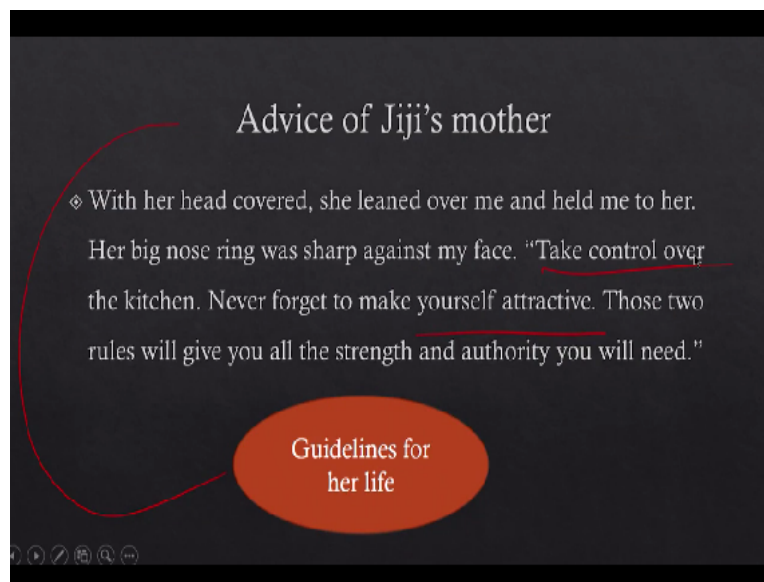 Advice of Jiji's mother
With her head covered, she leaned over me and held me to her.
Her big nose ring was sharp against my face. "Take control over
the kitchen. Never forget to make yourself attractive. Those two
rules will give you all the strength and authority you will need."
Guidelines for
her life